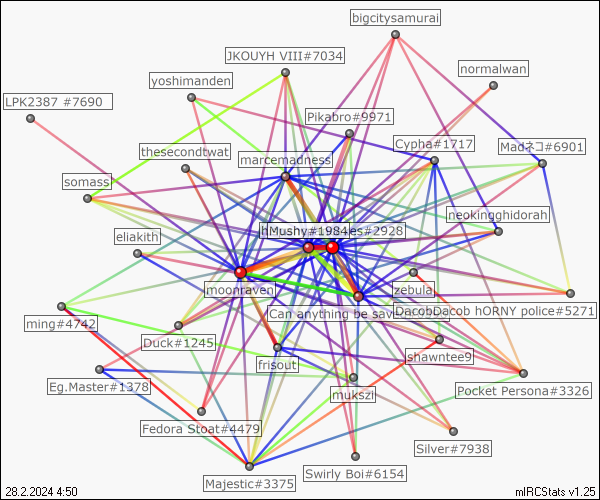 bigcitysamurai
JKOUYH VIII#7034
normalwan
yoshimanden
LPK2387 #7690
Pikabro#9971
Cypha#1717
Madネコ#6901
thesecondtwat
marcemadness
somass
neokingghidorah
hMushy#1984es#2928
eliakith
moonraven
zebula
Can anything be sav
DacobDacob hORNY police#5271
ming#4742
Duck#1245
shawntee9
frisout
Eg.Master#1378
mukszi
Pocket Persona#3326
Fedora Stoat#4479
Silver#7938
Swirly Boi#6154
Majestic#3375
28.2.2024 4:50
mIRCStats v1.25